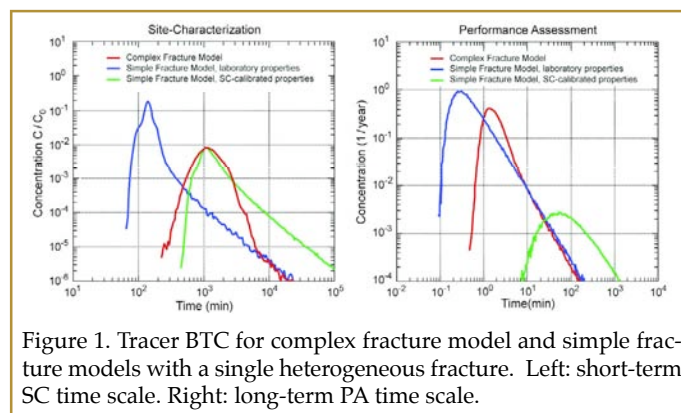 Site-Characterization
Complex Fracture Model
Simple Fracture Model, laboratory properties
Simple Fracture Model, SC-calibrated properties
Concentration C / C0
10^1
10^0
10^-1
10^-2
10^-3
10^-4
10^-5
10^-6
10^1 10^2 10^3 10^4 10^5
Time (min)
Performance Assessment
Complex Fracture Model
Simple Fracture Model, laboratory properties
Simple Fracture Model, SC-calibrated properties
Concentration (1/year)
10^1
10^0
10^-1
10^-2
10^-3
10^-4
10^-2 10^-1 10^0 10^1 10^2 10^3 10^4
Time(min)
Figure 1. Tracer BTC for complex fracture model and simple frac-
ture models with a single heterogeneous fracture. Left: short-term
SC time scale. Right: long-term PA time scale.